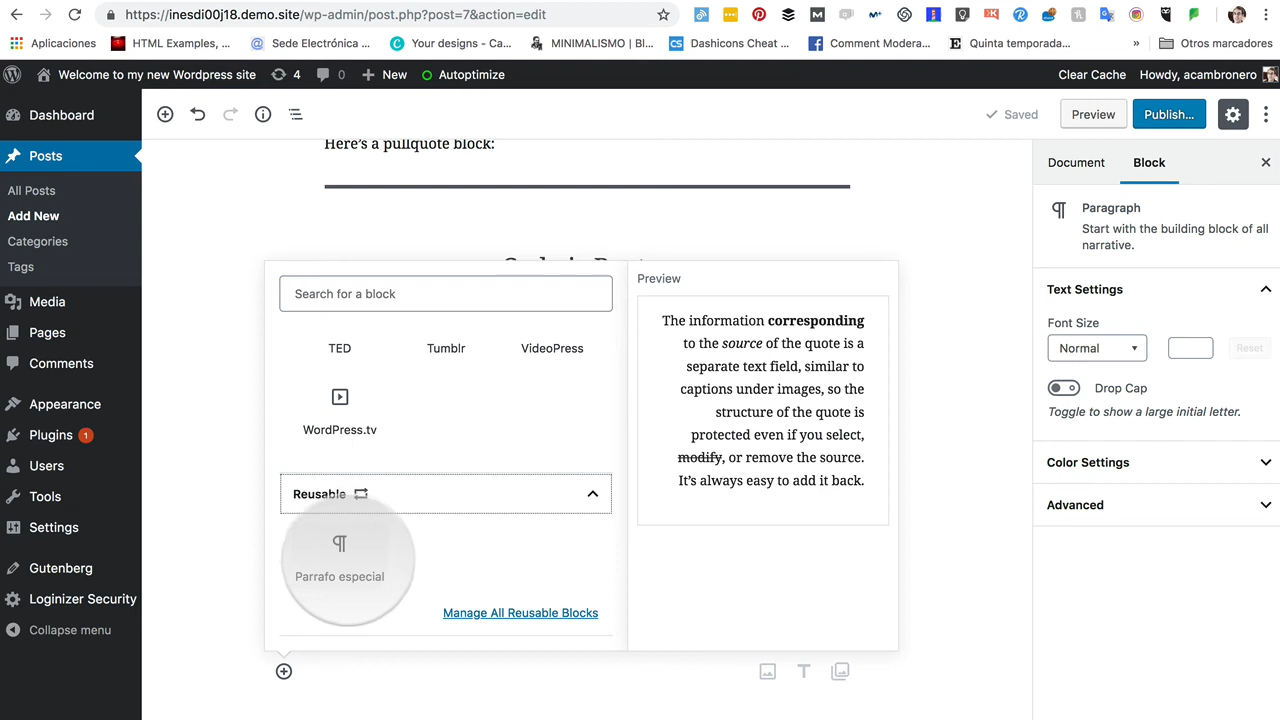 https://inesdi00j18.demo.site/wp-admin/post.php?post=7&action=edit
Aplicaciones
HTML Examples, ...
Sede Electrónica ...
Your designs - Ca...
MINIMALISMO | Bl...
CS
Dashicons Cheat ...
Comment Modera...
Quinta temporada...
»
Otros marcadores
Welcome to my new Wordpress site
4
0
New
Autoptimize
Clear Cache
Howdy, acambronero
Dashboard
Posts
All Posts
Add New
Categories
Tags
Media
Pages
Comments
Appearance
Plugins 1
Users
Tools
Settings
Gutenberg
Loginizer Security
Collapse menu
Saved
Preview
Publish...
Here's a pullquote block:
Search for a block
TED
Tumblr
VideoPress
WordPress.tv
Reusable
Parrafo especial
Manage All Reusable Blocks
Preview
The information corresponding
to the source of the quote is a
separate text field, similar to
captions under images, so the
structure of the quote is
protected even if you select,
modify, or remove the source.
It's always easy to add it back.
Document
Block
Paragraph
Start with the building block of all
narrative.
Text Settings
Font Size
Normal
Reset
Drop Cap
Toggle to show a large initial letter.
Color Settings
Advanced